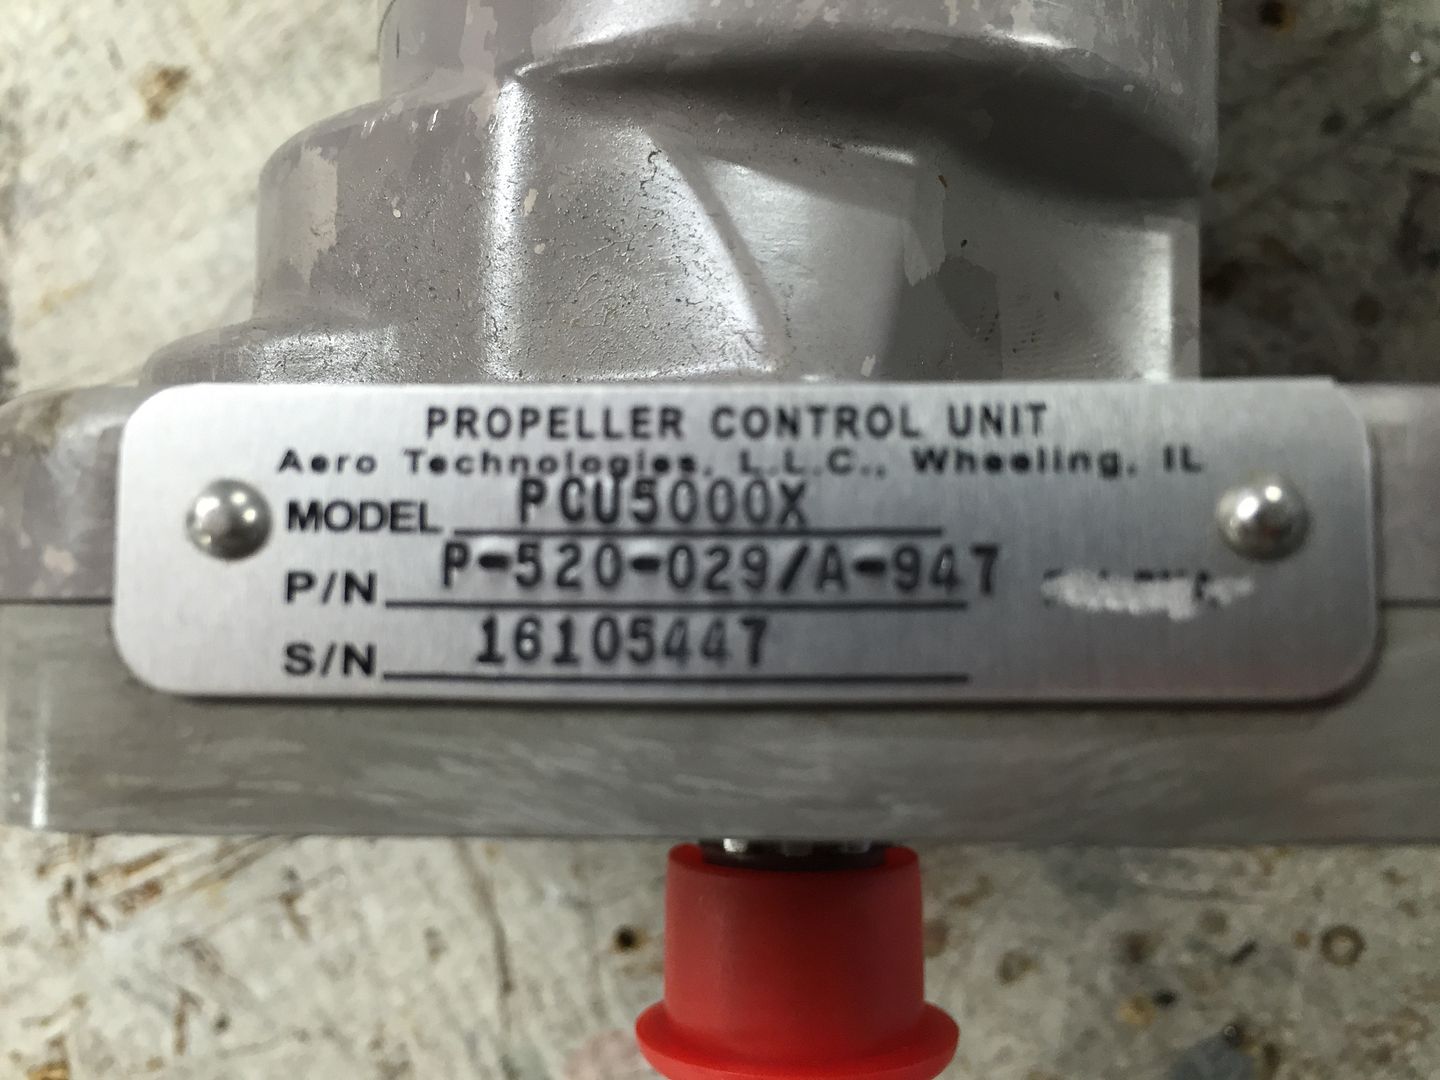 PROPELLER CONTROL UNIT
Aero Technologies, L.L.C., Wheeling, IL
MODEL PCU5000X
P/N P-520-029/A-947
S/N 16105447